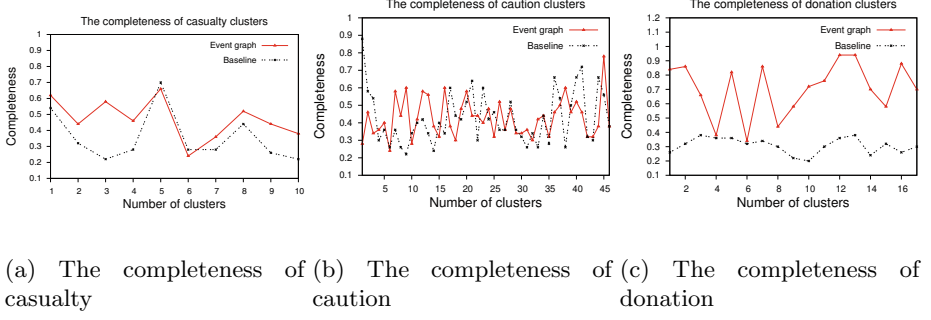 The completeness of casualty clusters
Event graph
Baseline
Completeness
1
0.9
0.8
0.7
0.6
0.5
0.4
0.3
0.2
0.1
1 2 3 4 5 6 7 8 9 10
Number of clusters
The completeness of caution clusters
Event graph
Baseline
Completeness
1
0.9
0.8
0.7
0.6
0.5
0.4
0.3
0.2
0.1
5 10 15 20 25 30 35 40 45
Number of clusters
The completeness of donation clusters
Event graph
Baseline
Completeness
1.2
1.1
1
0.9
0.8
0.7
0.6
0.5
0.4
0.3
0.2
0.1
2 4 6 8 10 12 14 16
Number of clusters
(a) The completeness of
casualty
(b) The completeness of
caution
(c) The completeness of
donation